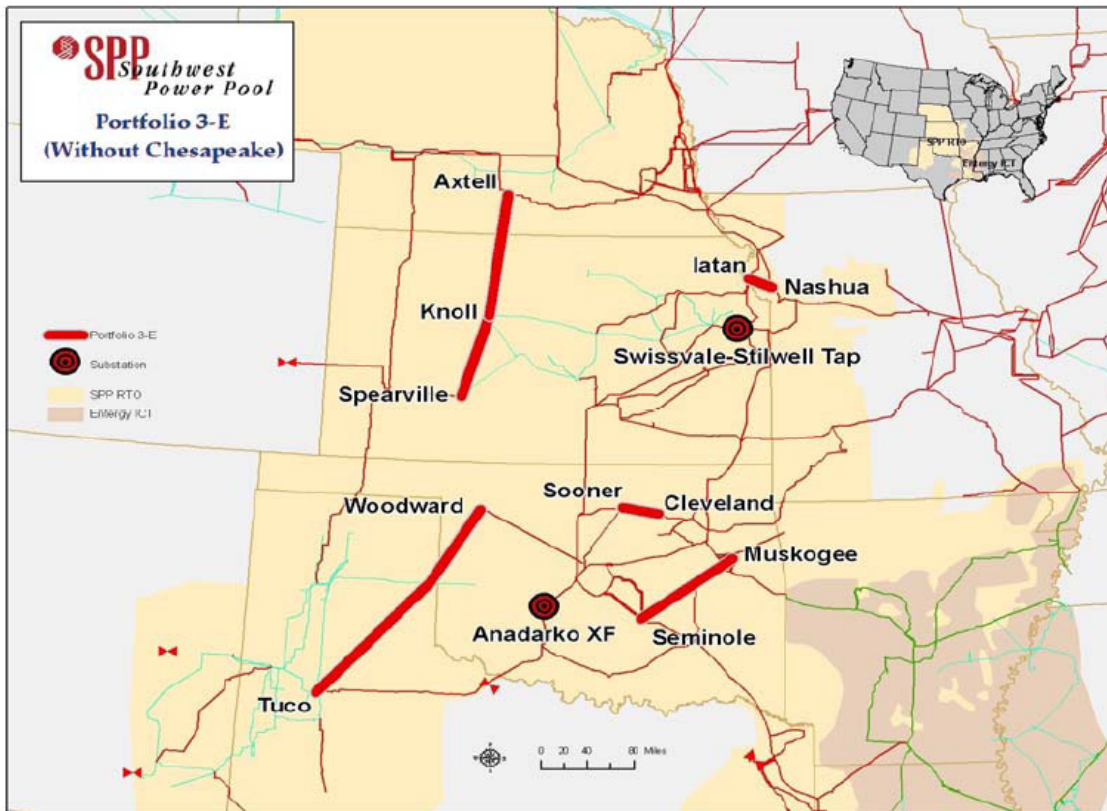 SPP
Southwest
Power Pool
Portfolio 3-E
(Without Chesapeake)
SPP RTO
Entergy ICT
Axtell
Iatan
Nashua
Knoll
Swissvale-Stilwell Tap
Spearville
Portfolio 3-E
Substation
SPP RTO
Entergy ICT
Woodward
Sooner
Cleveland
Muskogee
Anadarko XF
Seminole
Tuco
0 20 40 80 Miles